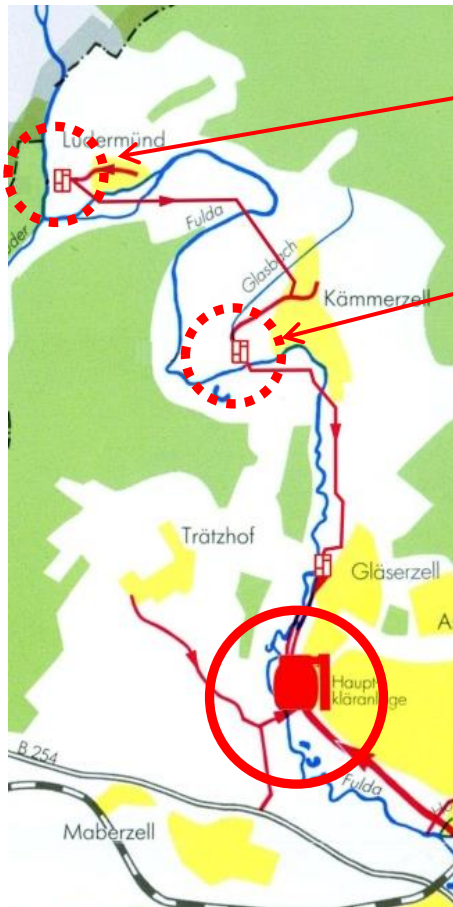 Lüdermünd
Fulda
Glasbach
Kämmerzell
Trätzhof
Gläserzell
A
Haupt-
kläranlage
B 254
Fulda
Maberzell